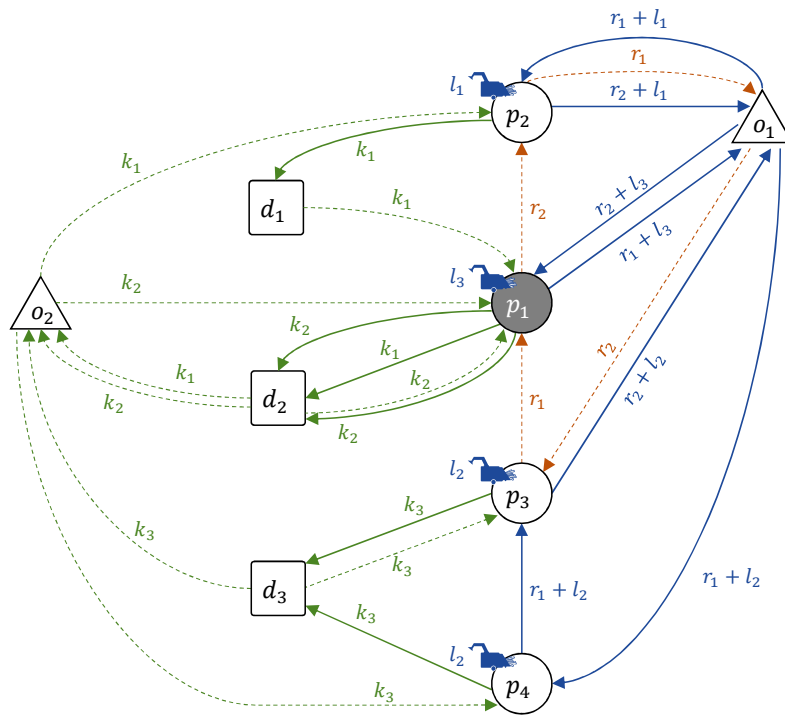 r₁ + l₁
r₁
l₁
r₂ + l₁
p₂
o₁
k₁
k₁
d₁
k₁
r₂ + l₃
r₂
r₁ + l₃
l₃
k₂
p₁
o₂
k₂
k₁
k₁
k₂
k₂
d₂
r₁
r₂
r₂ + l₂
k₂
l₂
p₃
k₃
k₃
k₃
d₃
r₁ + l₂
r₁ + l₂
k₃
l₂
p₄
k₃